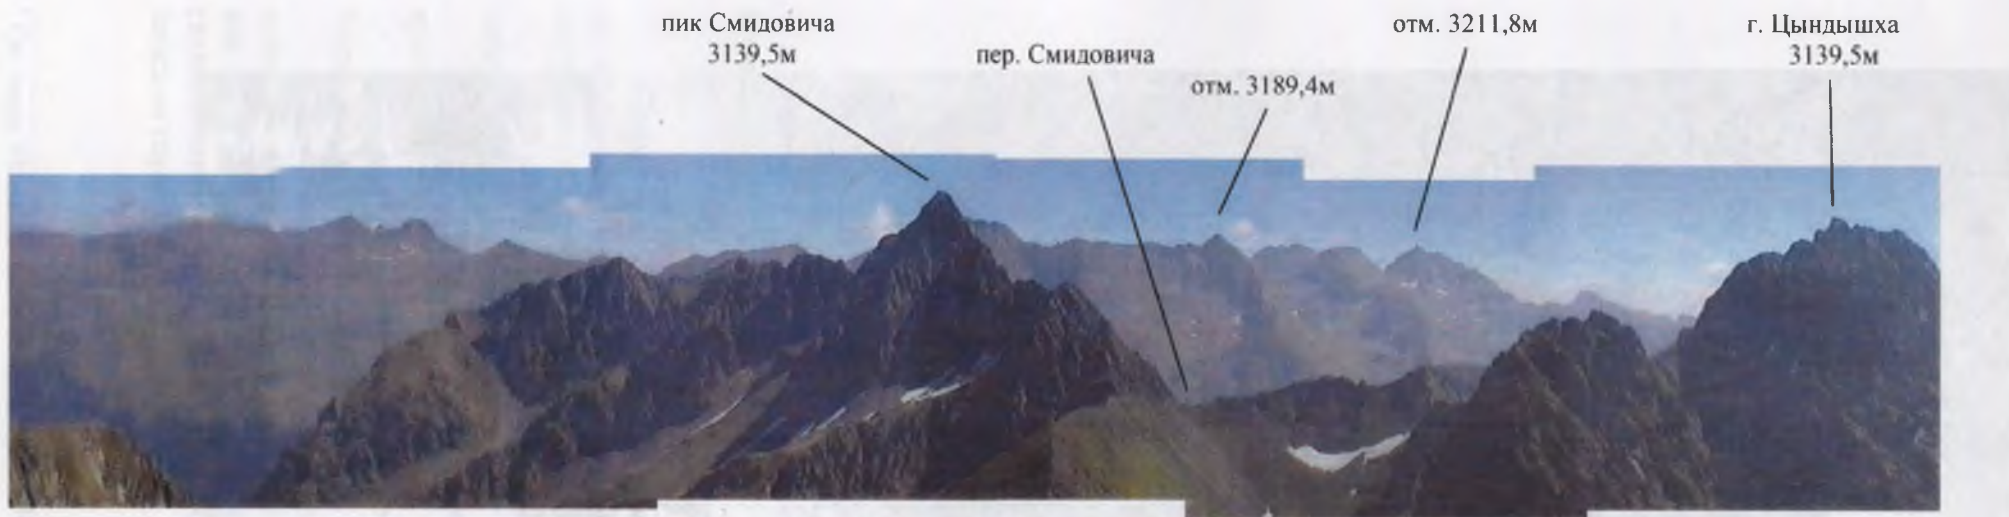 пик Смидовича
3139,5м
пер. Смидовича
отм. 3189,4м
отм. 3211,8м
г. Цындышха
3139,5м